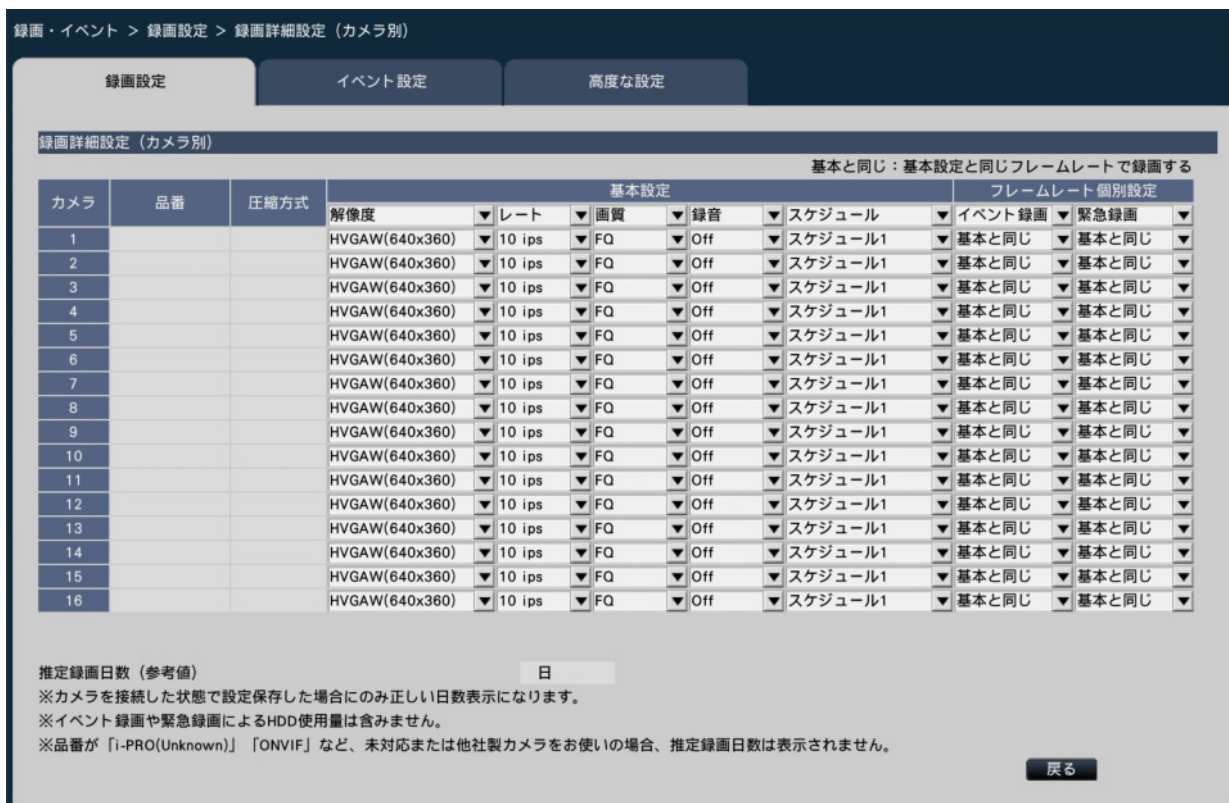 録画・イベント > 録画設定 > 録画詳細設定（カメラ別）
録画設定 イベント設定 高度な設定
録画詳細設定（カメラ別）
基本と同じ：基本設定と同じフレームレートで録画する
カメラ 品番 圧縮方式 基本設定 フレームレート個別設定
解像度 ▼ レート ▼ 画質 ▼ 録音 ▼ スケジュール ▼ イベント録画 ▼ 緊急録画 ▼
1 HVGAW(640x360) ▼ 10 ips ▼ FQ ▼ Off ▼ スケジュール1 ▼ 基本と同じ ▼ 基本と同じ ▼
2 HVGAW(640x360) ▼ 10 ips ▼ FQ ▼ Off ▼ スケジュール1 ▼ 基本と同じ ▼ 基本と同じ ▼
3 HVGAW(640x360) ▼ 10 ips ▼ FQ ▼ Off ▼ スケジュール1 ▼ 基本と同じ ▼ 基本と同じ ▼
4 HVGAW(640x360) ▼ 10 ips ▼ FQ ▼ Off ▼ スケジュール1 ▼ 基本と同じ ▼ 基本と同じ ▼
5 HVGAW(640x360) ▼ 10 ips ▼ FQ ▼ Off ▼ スケジュール1 ▼ 基本と同じ ▼ 基本と同じ ▼
6 HVGAW(640x360) ▼ 10 ips ▼ FQ ▼ Off ▼ スケジュール1 ▼ 基本と同じ ▼ 基本と同じ ▼
7 HVGAW(640x360) ▼ 10 ips ▼ FQ ▼ Off ▼ スケジュール1 ▼ 基本と同じ ▼ 基本と同じ ▼
8 HVGAW(640x360) ▼ 10 ips ▼ FQ ▼ Off ▼ スケジュール1 ▼ 基本と同じ ▼ 基本と同じ ▼
9 HVGAW(640x360) ▼ 10 ips ▼ FQ ▼ Off ▼ スケジュール1 ▼ 基本と同じ ▼ 基本と同じ ▼
10 HVGAW(640x360) ▼ 10 ips ▼ FQ ▼ Off ▼ スケジュール1 ▼ 基本と同じ ▼ 基本と同じ ▼
11 HVGAW(640x360) ▼ 10 ips ▼ FQ ▼ Off ▼ スケジュール1 ▼ 基本と同じ ▼ 基本と同じ ▼
12 HVGAW(640x360) ▼ 10 ips ▼ FQ ▼ Off ▼ スケジュール1 ▼ 基本と同じ ▼ 基本と同じ ▼
13 HVGAW(640x360) ▼ 10 ips ▼ FQ ▼ Off ▼ スケジュール1 ▼ 基本と同じ ▼ 基本と同じ ▼
14 HVGAW(640x360) ▼ 10 ips ▼ FQ ▼ Off ▼ スケジュール1 ▼ 基本と同じ ▼ 基本と同じ ▼
15 HVGAW(640x360) ▼ 10 ips ▼ FQ ▼ Off ▼ スケジュール1 ▼ 基本と同じ ▼ 基本と同じ ▼
16 HVGAW(640x360) ▼ 10 ips ▼ FQ ▼ Off ▼ スケジュール1 ▼ 基本と同じ ▼ 基本と同じ ▼
推定録画日数（参考値） 日
※カメラを接続した状態で設定保存した場合にのみ正しい日数表示になります。
※イベント録画や緊急録画によるHDD使用量は含みません。
※品番が「i-PRO(Unknown)」「ONVIF」など、未対応または他社製カメラをお使いの場合、推定録画日数は表示されません。
戻る